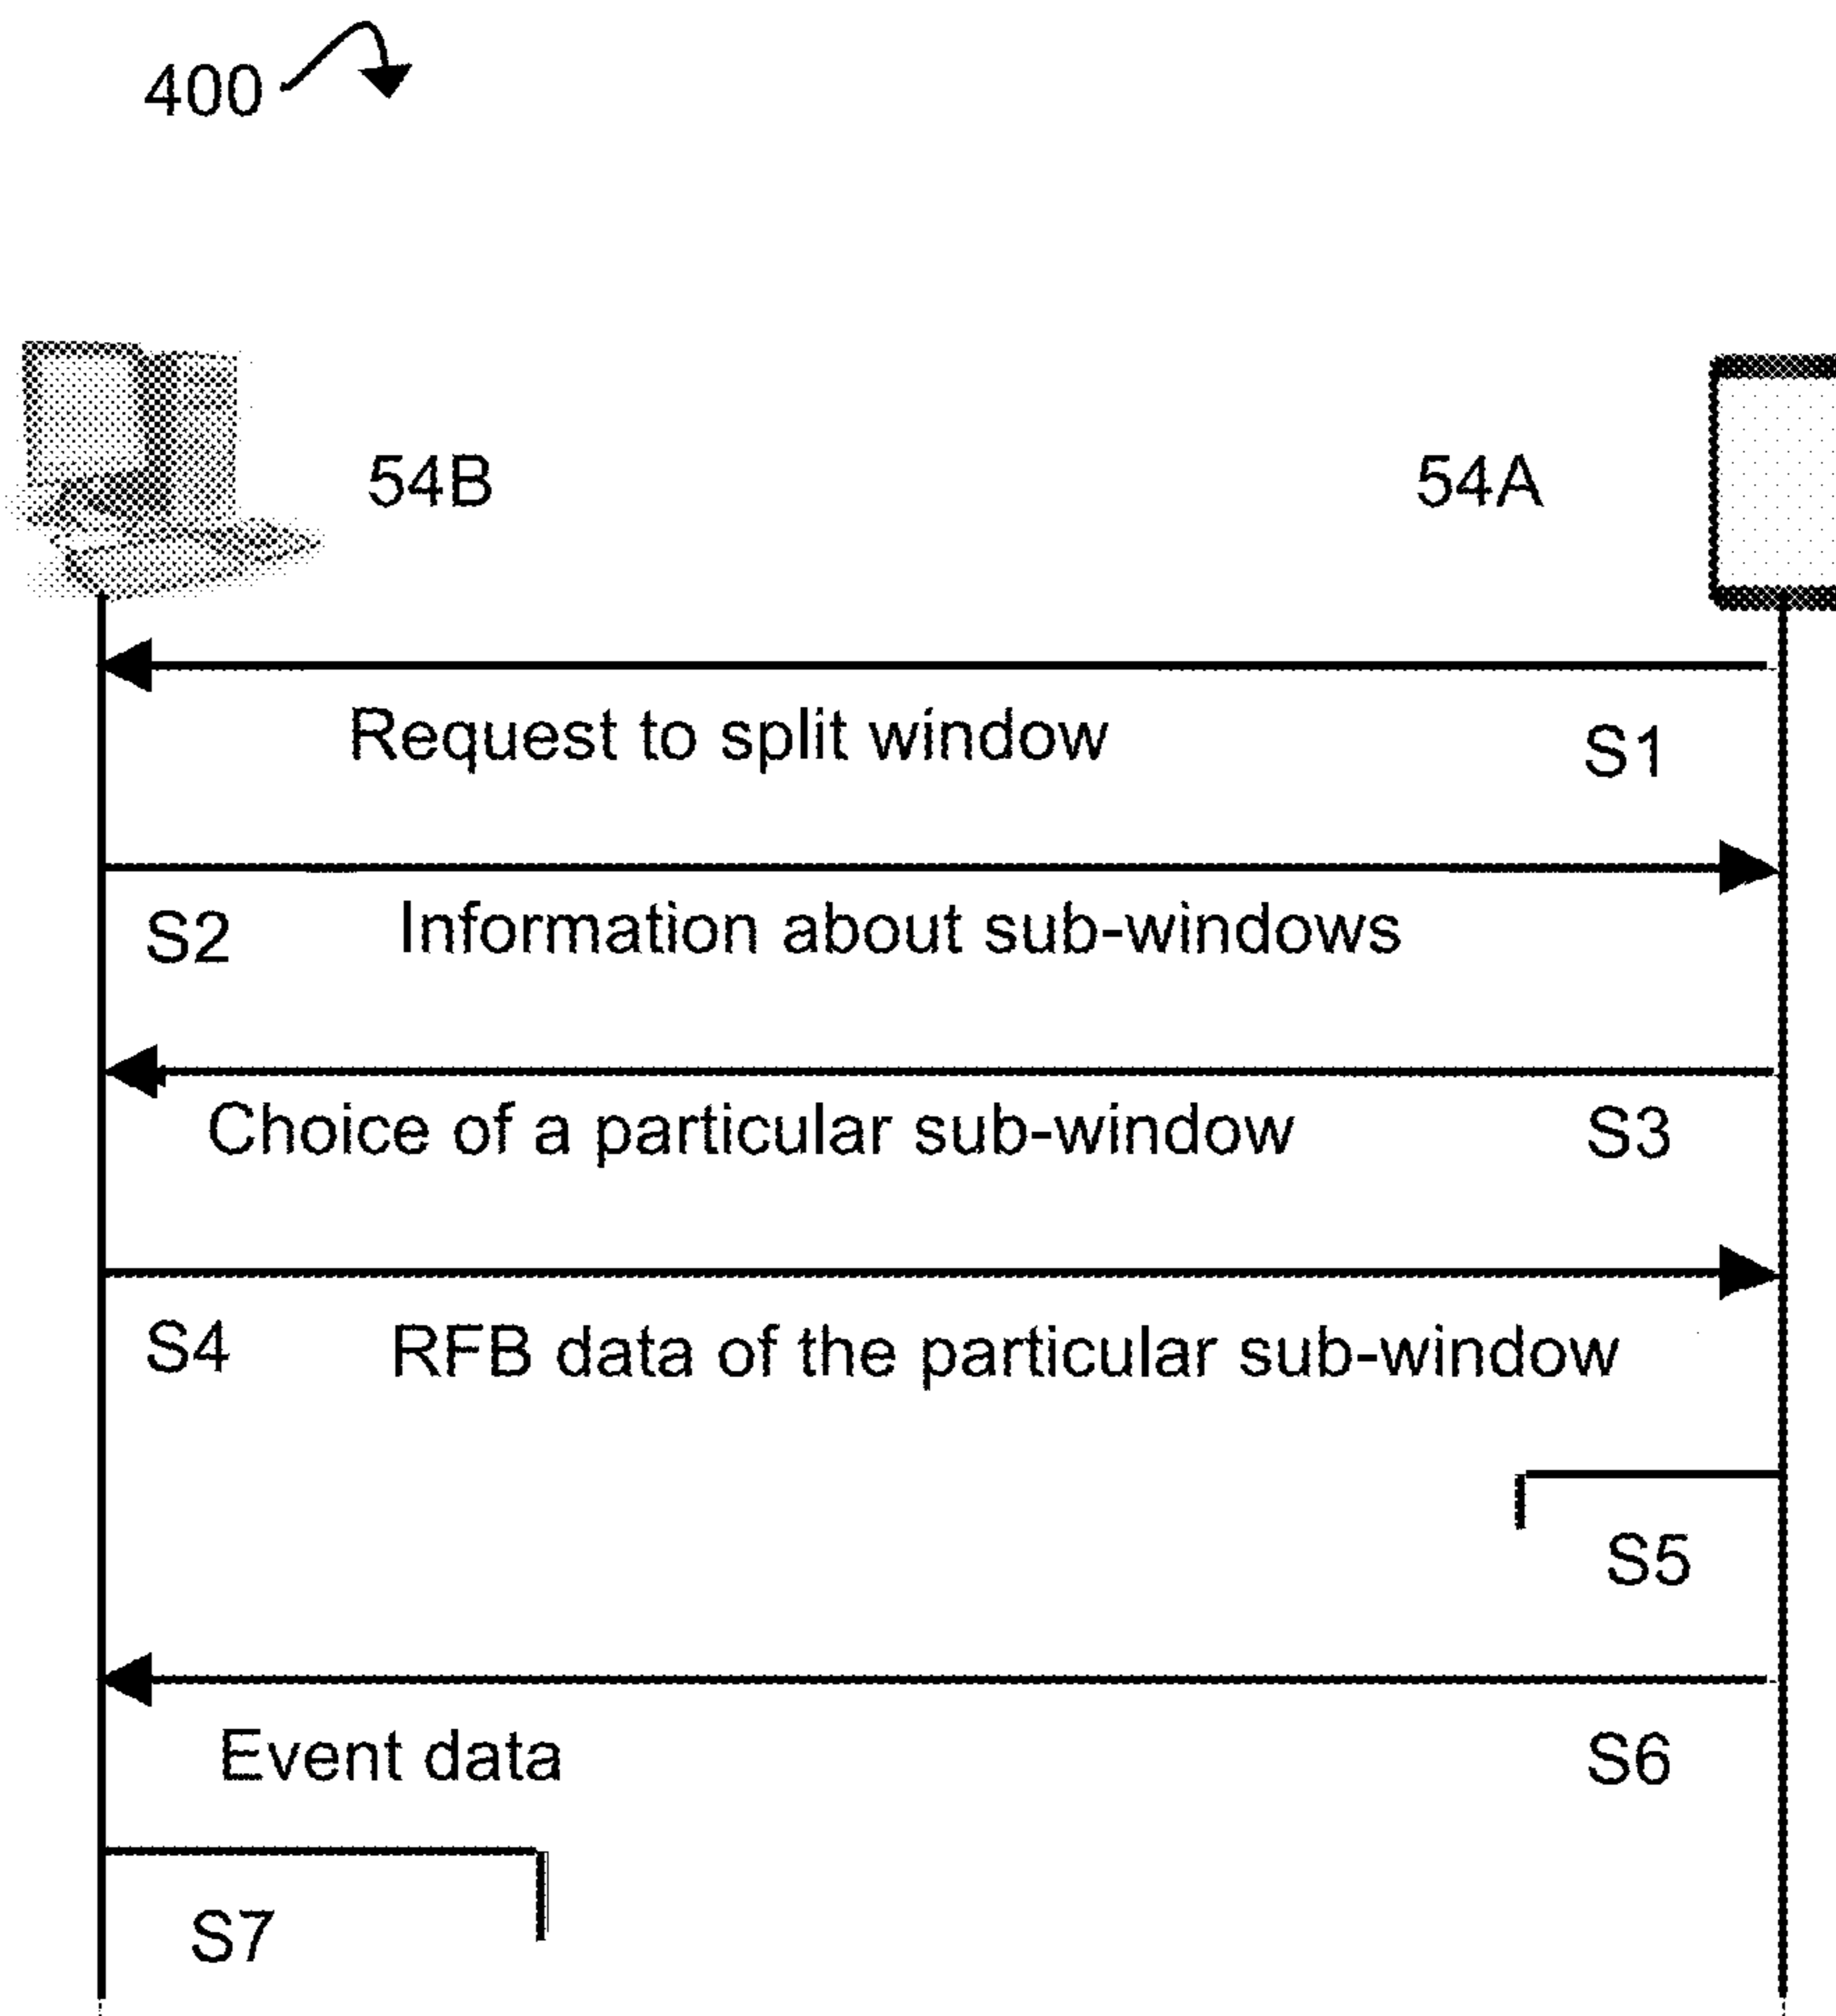 400
54B
54A
Request to split window
S1
S2
Information about sub-windows
Choice of a particular sub-window
S3
S4
RFB data of the particular sub-window
S5
Event data
S6
S7